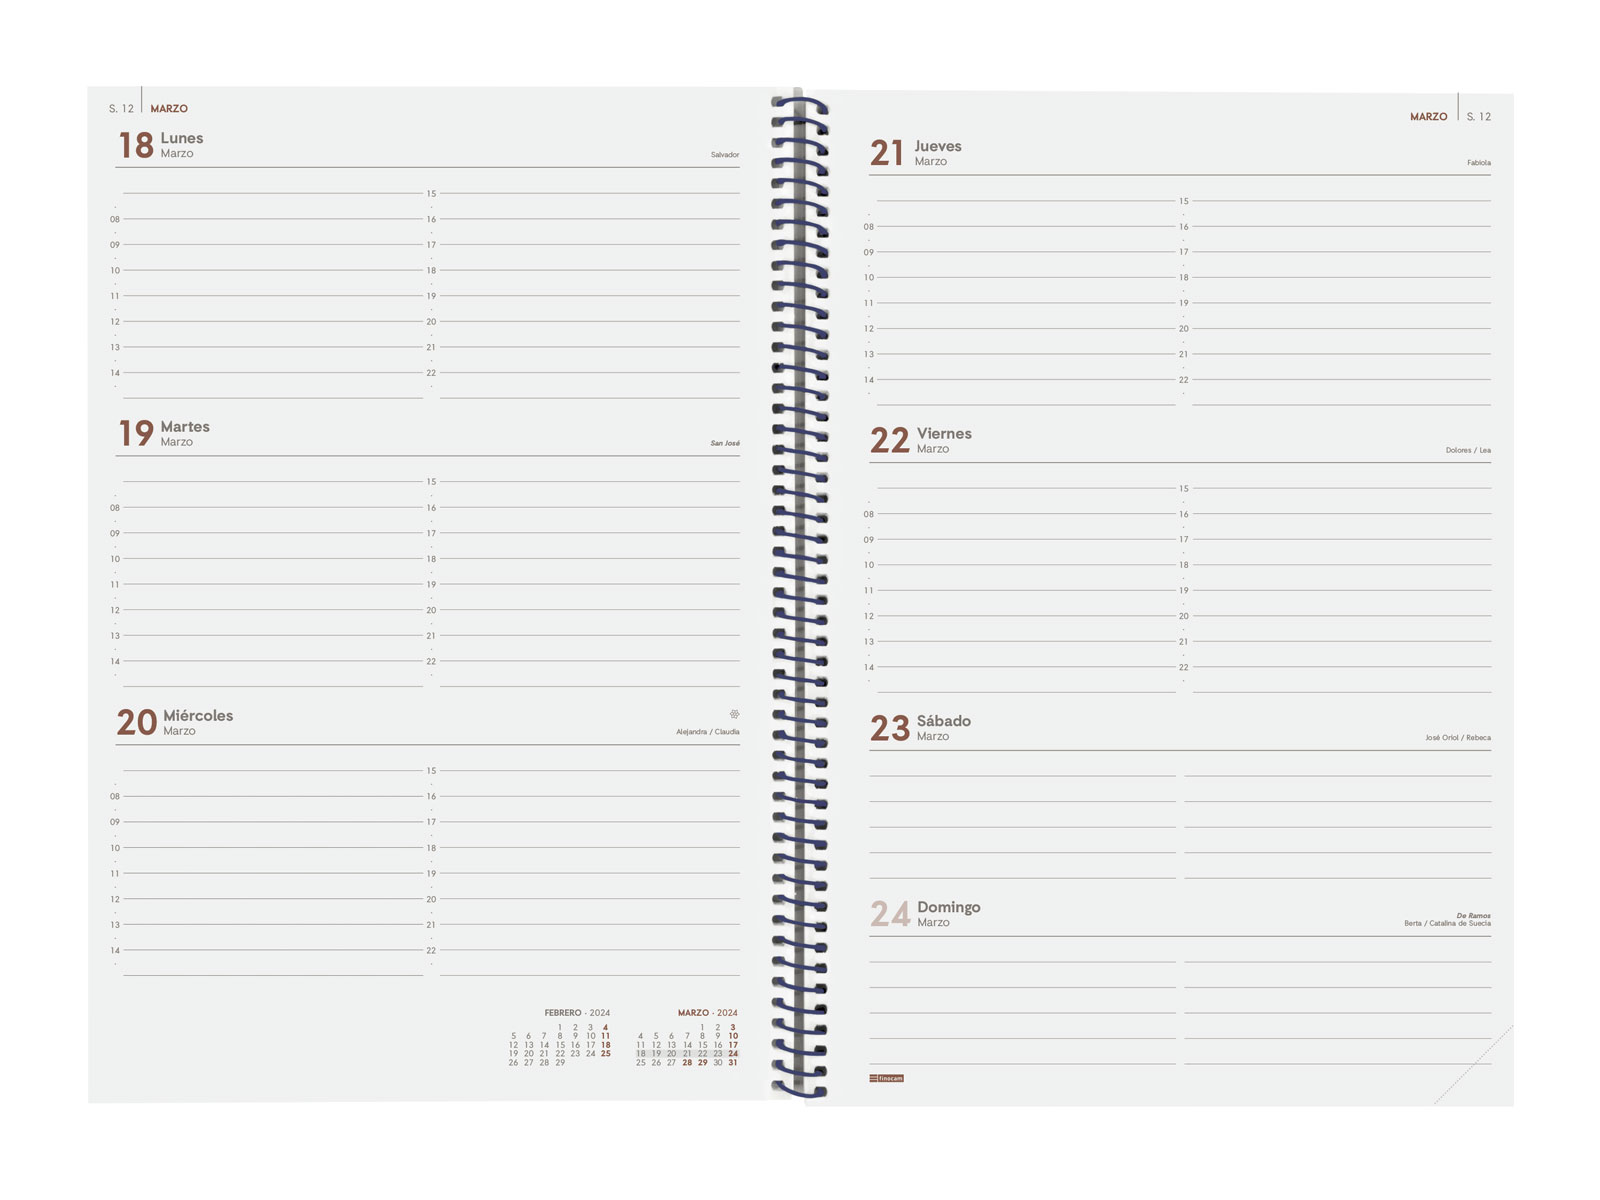 S. 12 MARZO
18 Lunes
Marzo
Salvador
15
08 16
09 17
10 18
11 19
12 20
13 21
14 22
19 Martes
Marzo
San José
15
08 16
09 17
10 18
11 19
12 20
13 21
14 22
20 Miércoles
Marzo
Alejandra / Claudia
15
08 16
09 17
10 18
11 19
12 20
13 21
14 22
FEBRERO · 2024
1 2 3 4
5 6 7 8 9 10 11
12 13 14 15 16 17 18
19 20 21 22 23 24 25
26 27 28 29
MARZO · 2024
1 2 3
4 5 6 7 8 9 10
11 12 13 14 15 16 17
18 19 20 21 22 23 24
25 26 27 28 29 30 31
MARZO S. 12
21 Jueves
Marzo
Fabiola
15
08 16
09 17
10 18
11 19
12 20
13 21
14 22
22 Viernes
Marzo
Dolores / Lea
15
08 16
09 17
10 18
11 19
12 20
13 21
14 22
23 Sábado
Marzo
José Oriol / Rebeca
24 Domingo
Marzo
De Ramos
Berta / Catalina de Suecia
finocam